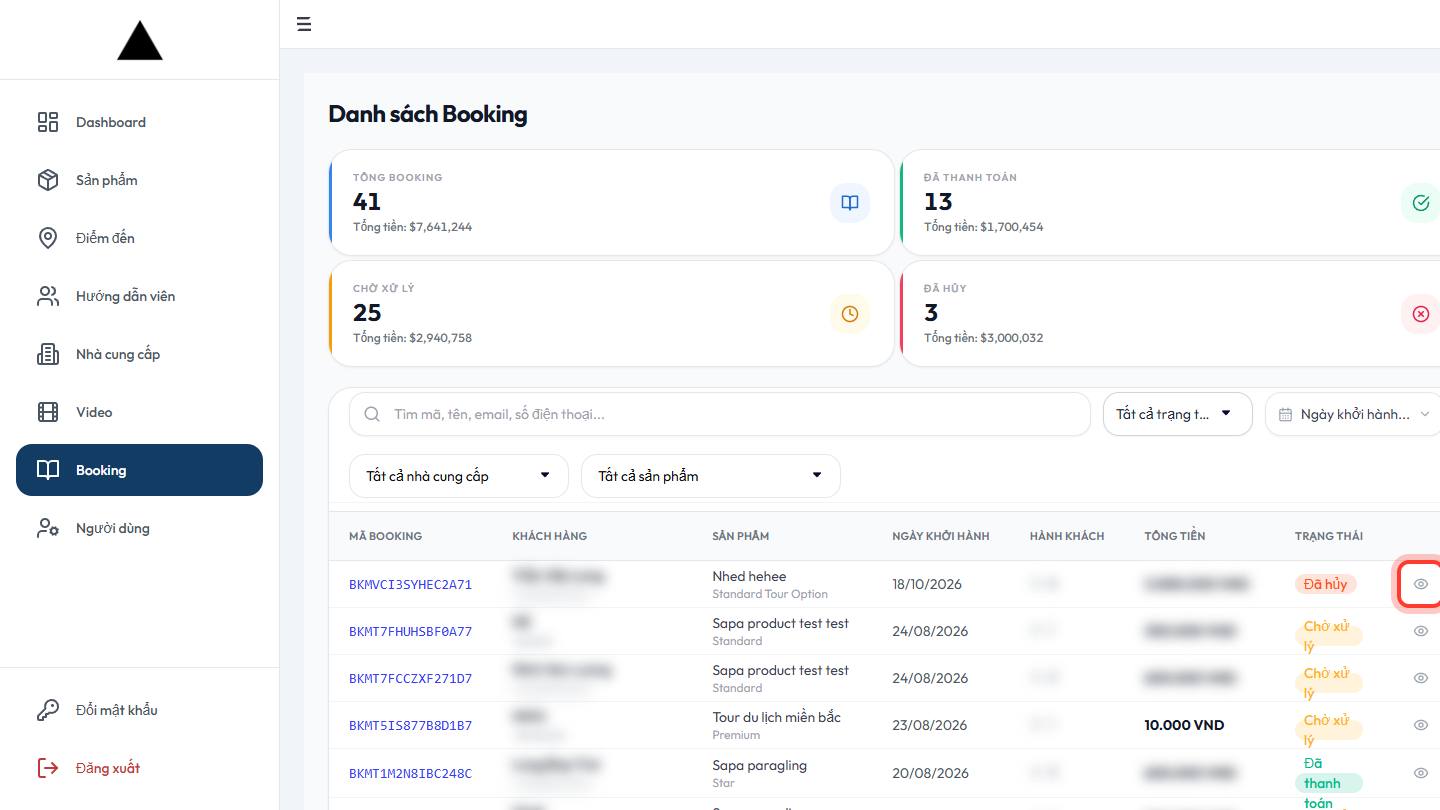 Dashboard
Sản phẩm
Điểm đến
Hướng dẫn viên
Nhà cung cấp
Video
Booking
Người dùng
Đổi mật khẩu
Đăng xuất
Danh sách Booking
TỔNG BOOKING
41
Tổng tiền: $7,641,244
ĐÃ THANH TOÁN
13
Tổng tiền: $1,700,454
CHỜ XỬ LÝ
25
Tổng tiền: $2,940,758
ĐÃ HỦY
3
Tổng tiền: $3,000,032
Tìm mã, tên, email, số điện thoại...
Tất cả trạng t...
Ngày khởi hành...
Tất cả nhà cung cấp
Tất cả sản phẩm
MÃ BOOKING KHÁCH HÀNG SẢN PHẨM NGÀY KHỞI HÀNH HÀNH KHÁCH TỔNG TIỀN TRẠNG THÁI
BKMVCI3SYHEC2A71 Nhed hehee 18/10/2026 Đã hủy
Standard Tour Option
BKMT7FHUHSBF0A77 Sapa product test test 24/08/2026 Chờ xử
Standard lý
BKMT7FCCZXF271D7 Sapa product test test 24/08/2026 Chờ xử
Standard lý
BKMT5IS877B8D1B7 Tour du lịch miền bắc 23/08/2026 10.000 VND Chờ xử
Premium lý
BKMT1M2N8IBC248C Sapa paragling 20/08/2026 Đã
Star thanh
toán